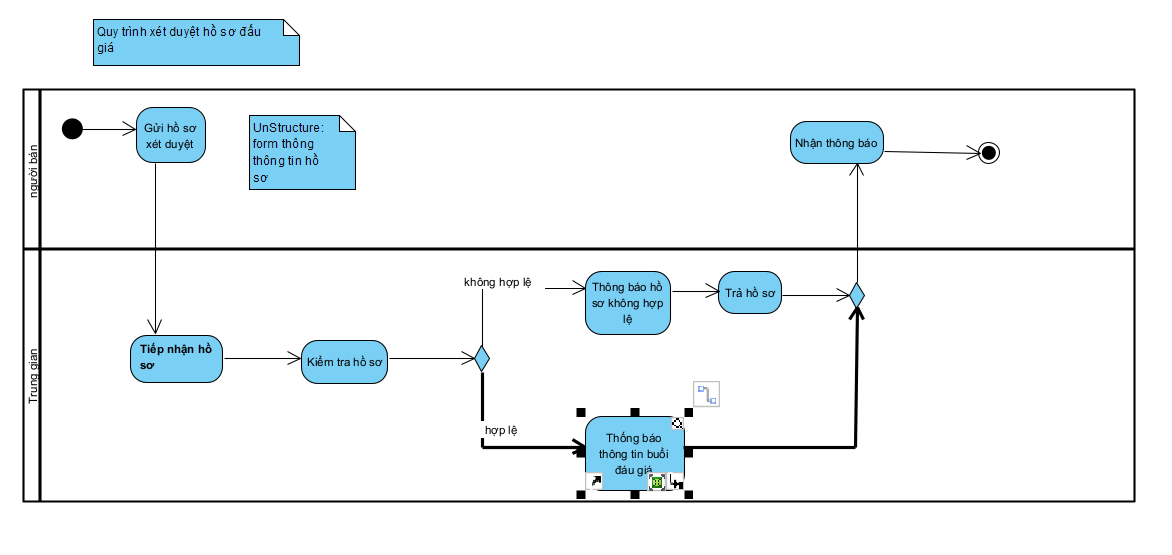 Quy trình xét duyệt hồ sơ đấu
giá
người bán
Gửi hồ sơ
xét duyệt
UnStructure:
form thông
thông tin hồ
sơ
Nhận thông báo
Trung gian
không hợp lệ
Thông báo hồ
sơ không hợp
lệ
Trả hồ sơ
Tiếp nhận hồ
sơ
Kiểm tra hồ sơ
hợp lệ
Thống báo
thông tin buổi
đáu giá